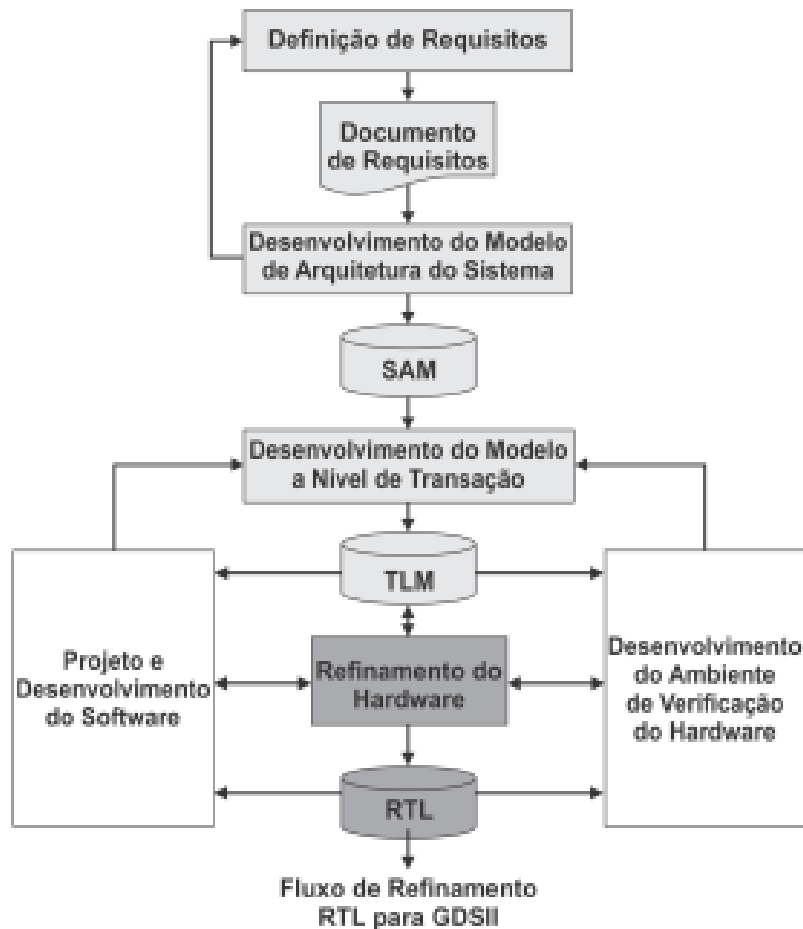 Definição de Requisitos
Documento
de Requisitos
Desenvolvimento do Modelo
de Arquitetura do Sistema
SAM
Desenvolvimento do Modelo
a Nível de Transação
TLM
Projeto e
Desenvolvimento
do Software
Refinamento do
Hardware
Desenvolvimento
do Ambiente
de Verificação
do Hardware
RTL
Fluxo de Refinamento
RTL para GDSII